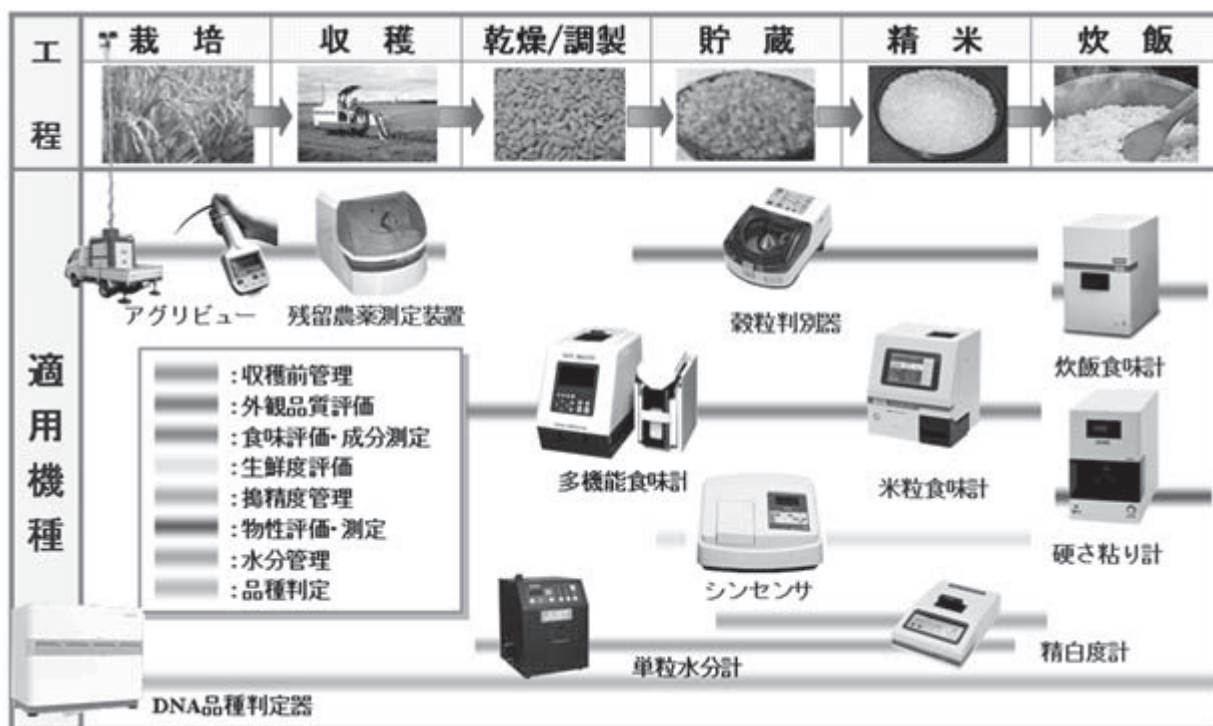 工程
栽培
収穫
乾燥/調製
貯蔵
精米
炊飯
適用機種
アグリビュー
残留農薬測定装置
穀粒判別器
炊飯食味計
:収穫前管理
:外観品質評価
:食味評価・成分測定
:生鮮度評価
:搗精度管理
:物性評価・測定
:水分管理
:品種判定
多機能食味計
米粒食味計
硬さ粘り計
シンセンサ
単粒水分計
精白度計
DNA品種判定器